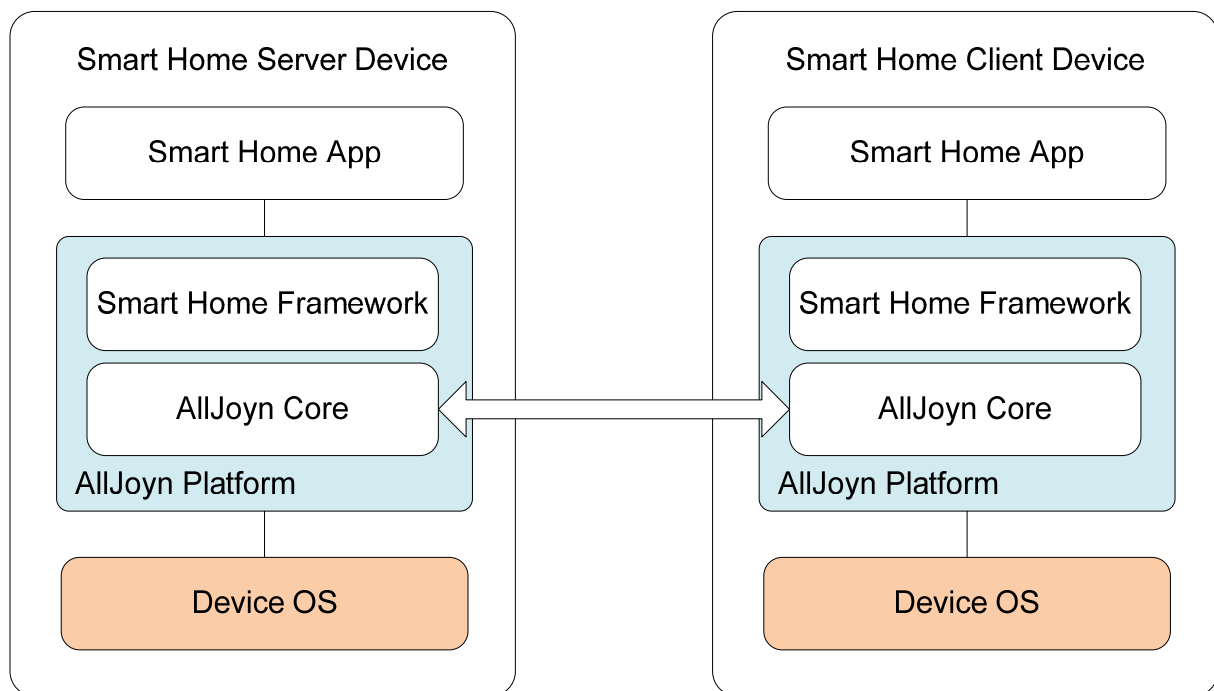 Smart Home Server Device
Smart Home App
Smart Home Framework
AllJoyn Core
AllJoyn Platform
Device OS
Smart Home Client Device
Smart Home App
Smart Home Framework
AllJoyn Core
AllJoyn Platform
Device OS